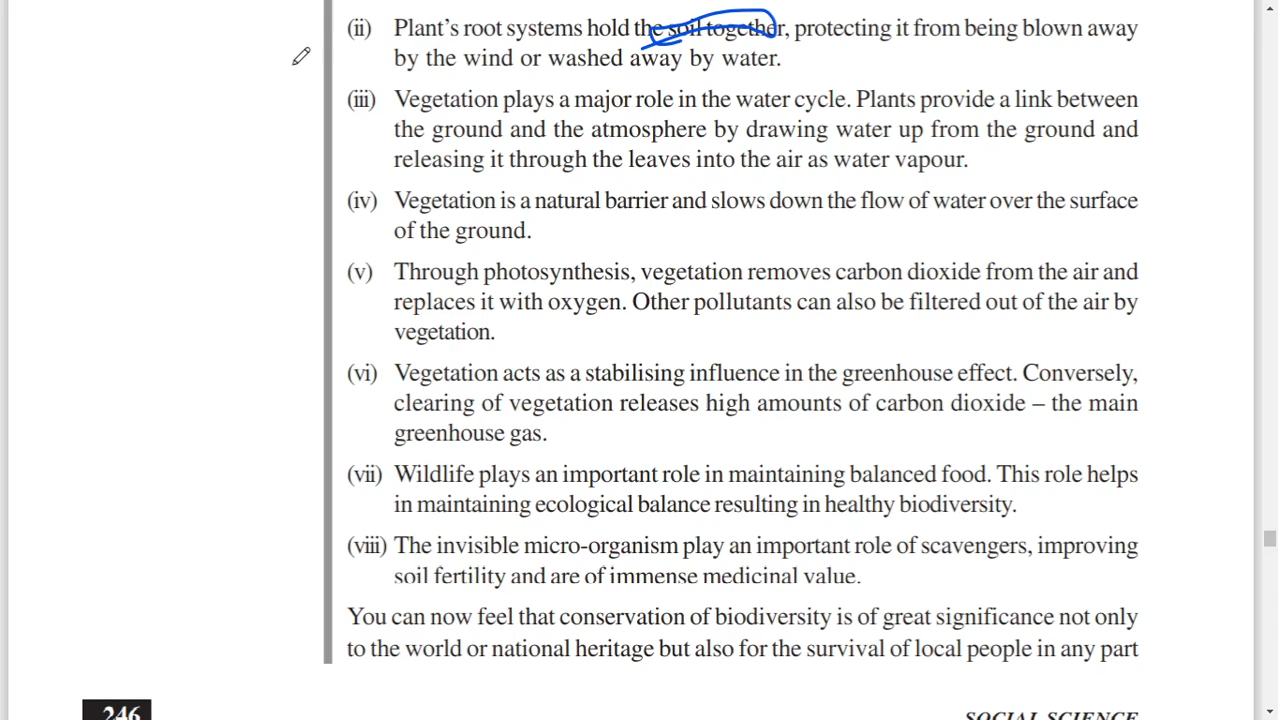 (ii) Plant's root systems hold the soil together, protecting it from being blown away
by the wind or washed away by water.
(iii) Vegetation plays a major role in the water cycle. Plants provide a link between
the ground and the atmosphere by drawing water up from the ground and
releasing it through the leaves into the air as water vapour.
(iv) Vegetation is a natural barrier and slows down the flow of water over the surface
of the ground.
(v) Through photosynthesis, vegetation removes carbon dioxide from the air and
replaces it with oxygen. Other pollutants can also be filtered out of the air by
vegetation.
(vi) Vegetation acts as a stabilising influence in the greenhouse effect. Conversely,
clearing of vegetation releases high amounts of carbon dioxide – the main
greenhouse gas.
(vii) Wildlife plays an important role in maintaining balanced food. This role helps
in maintaining ecological balance resulting in healthy biodiversity.
(viii) The invisible micro-organism play an important role of scavengers, improving
soil fertility and are of immense medicinal value.
You can now feel that conservation of biodiversity is of great significance not only
to the world or national heritage but also for the survival of local people in any part
246 SOCIAL SCIENCE